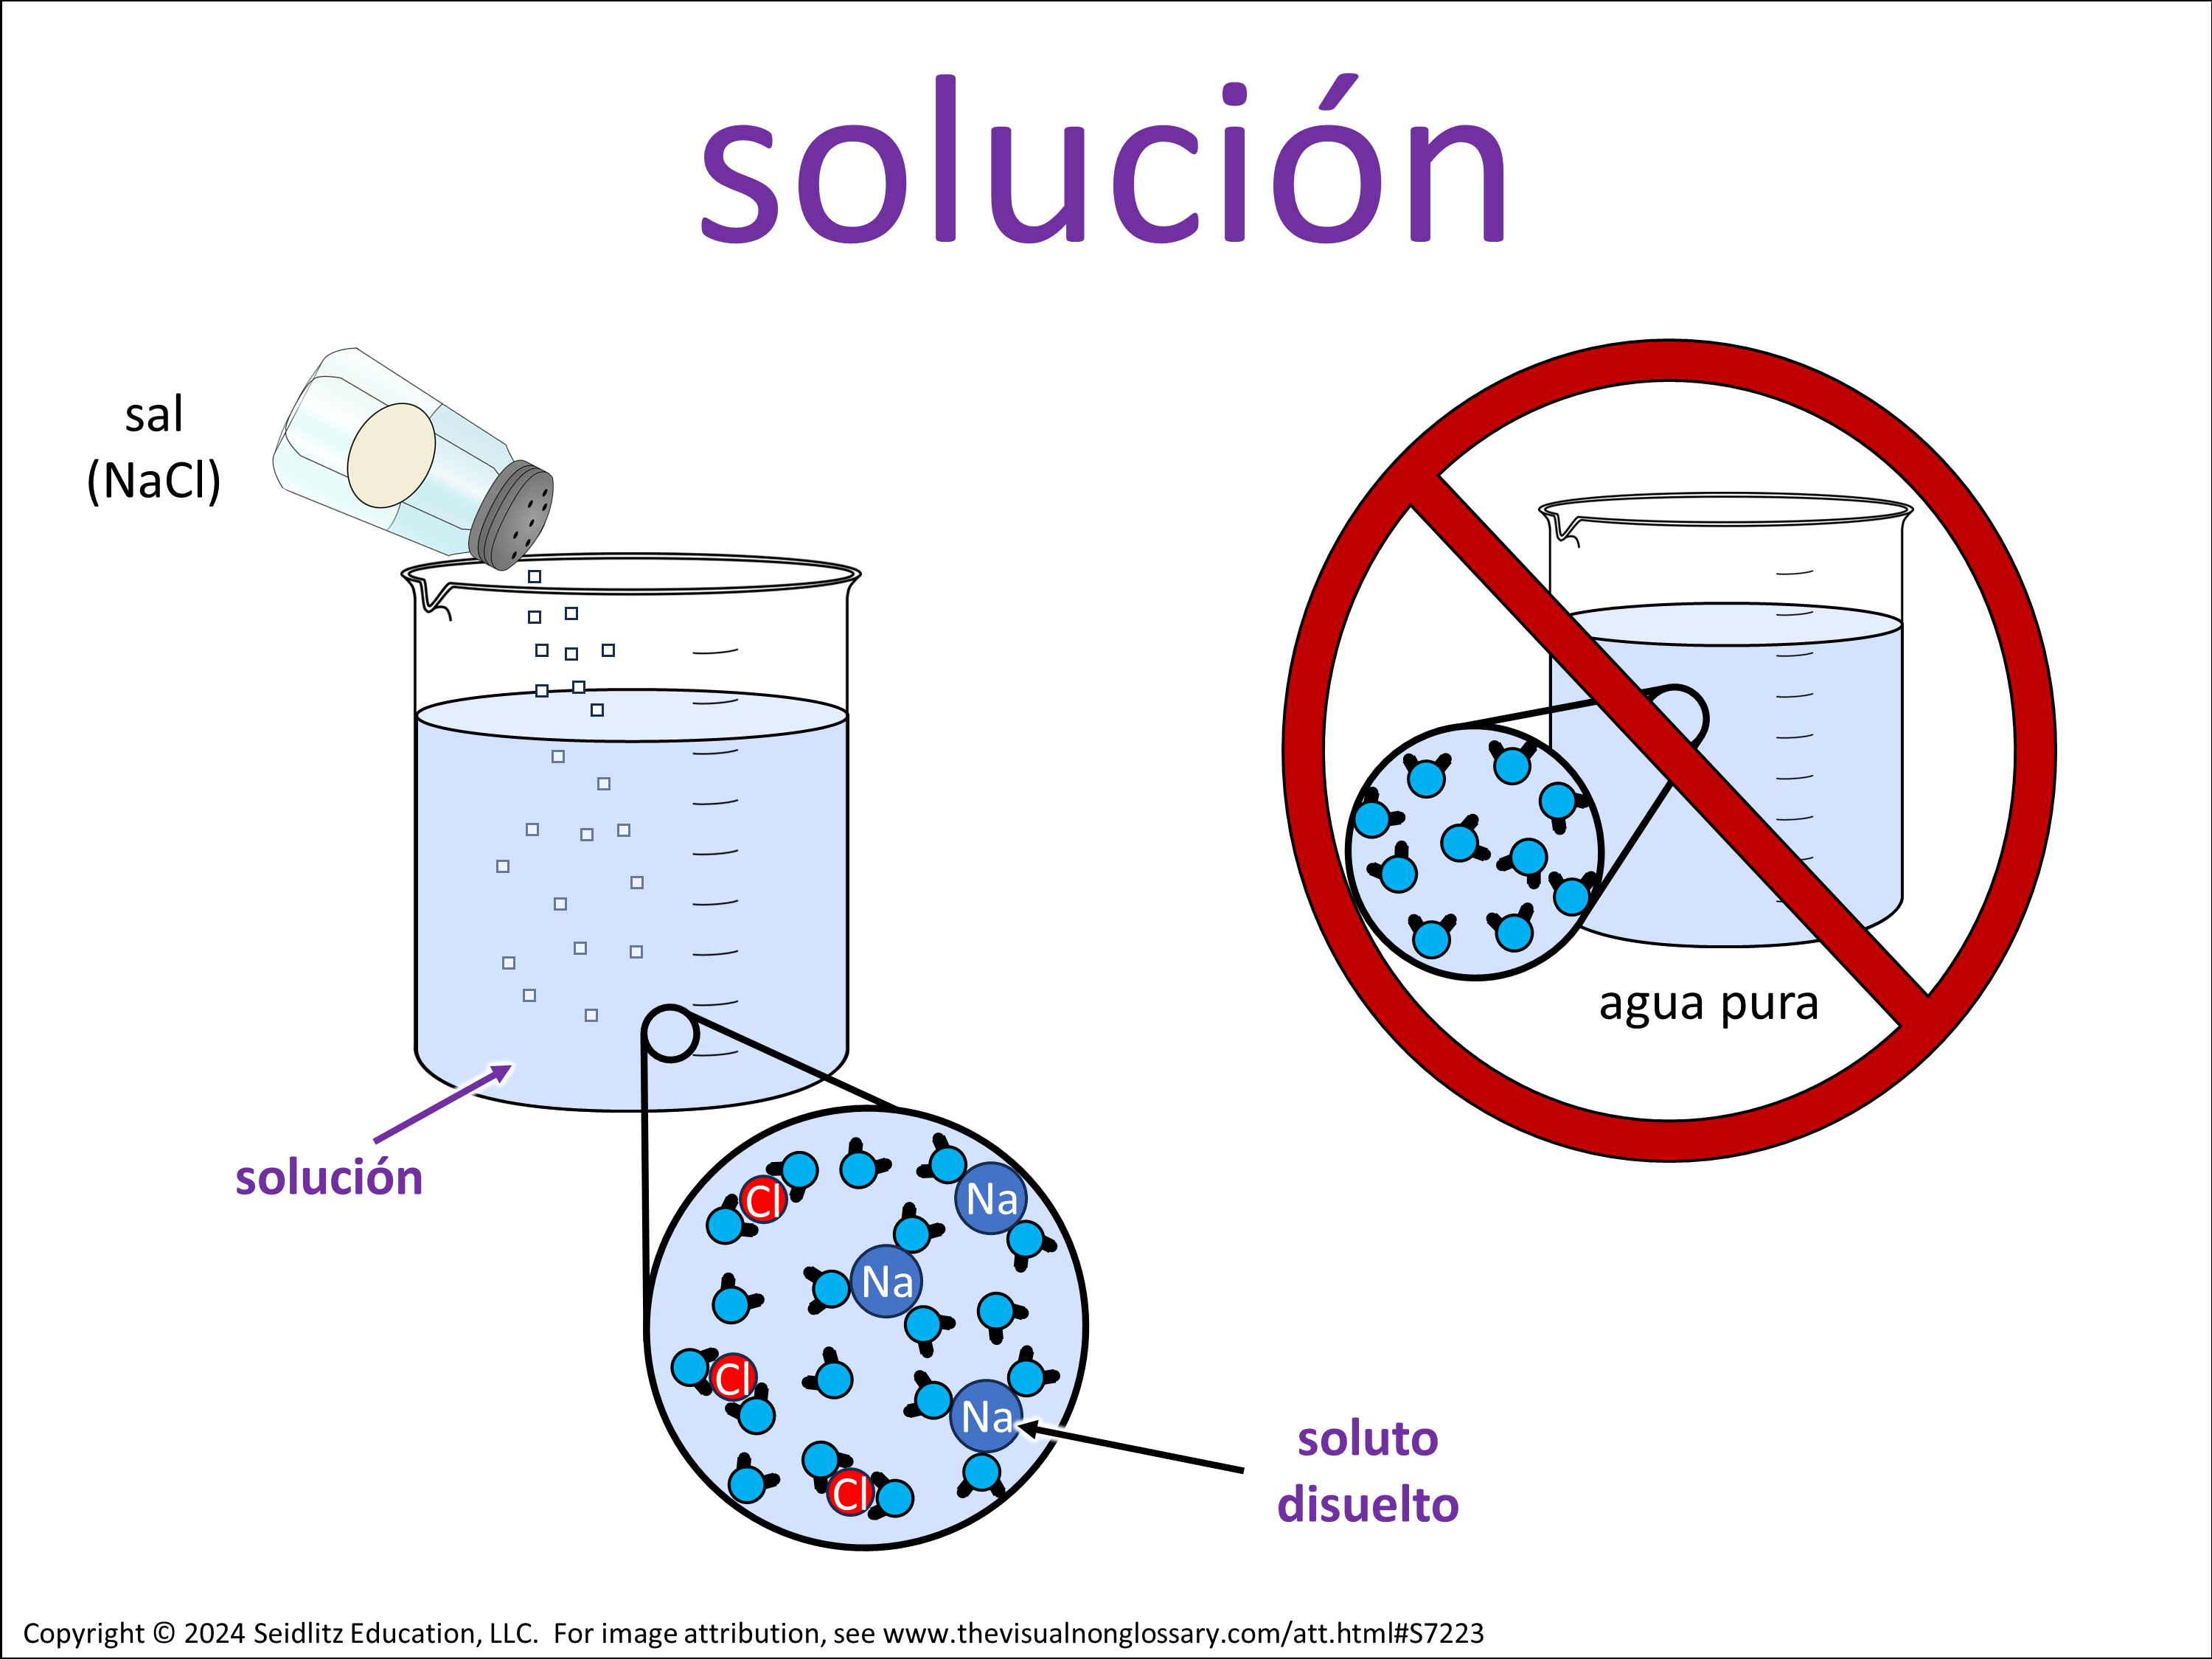 solución
sal
(NaCl)
agua pura
solución
Cl
Na
Na
Cl
Na
Cl
soluto
disuelto
Copyright © 2024 Seidlitz Education, LLC.  For image attribution, see www.thevisualnonglossary.com/att.html#S7223